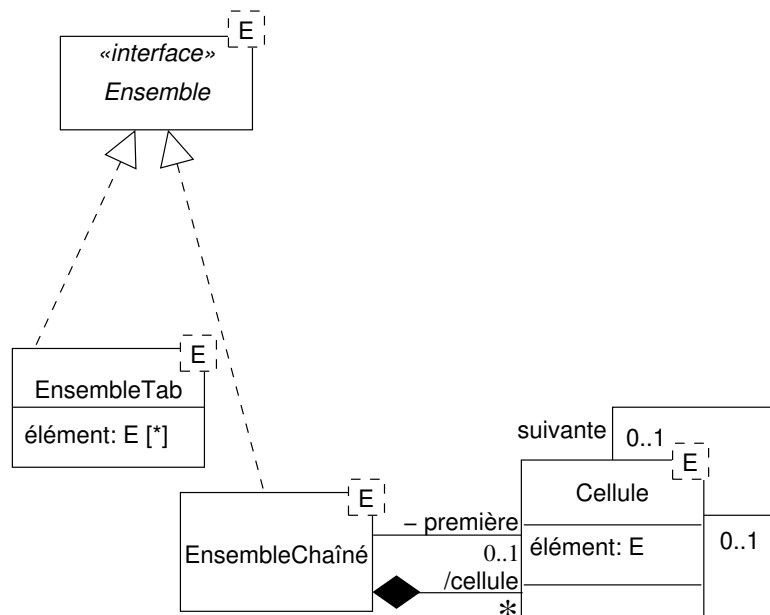 E
«interface»
Ensemble
E
EnsembleTab
élément: E [*]
suivante
0..1
E
Cellule
E
– première
EnsembleChaîné
élément: E
0..1
0..1
/cellule
*